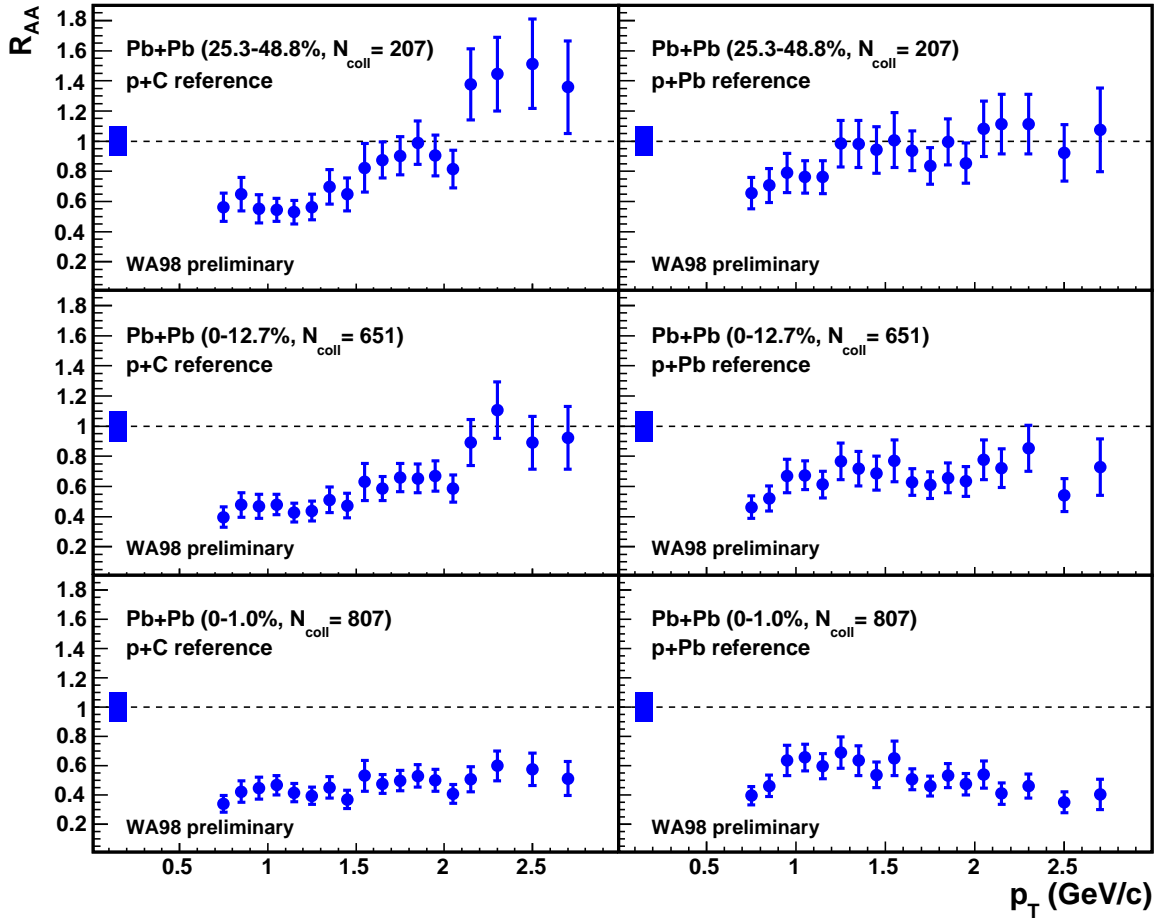 R_AA
1.8
1.6
1.4
1.2
1
0.8
0.6
0.4
0.2
Pb+Pb (25.3-48.8%, N_coll= 207)
p+C reference
WA98 preliminary
Pb+Pb (25.3-48.8%, N_coll= 207)
p+Pb reference
WA98 preliminary
1.8
1.6
1.4
1.2
1
0.8
0.6
0.4
0.2
Pb+Pb (0-12.7%, N_coll= 651)
p+C reference
WA98 preliminary
Pb+Pb (0-12.7%, N_coll= 651)
p+Pb reference
WA98 preliminary
1.8
1.6
1.4
1.2
1
0.8
0.6
0.4
0.2
Pb+Pb (0-1.0%, N_coll= 807)
p+C reference
WA98 preliminary
Pb+Pb (0-1.0%, N_coll= 807)
p+Pb reference
WA98 preliminary
0.5 1 1.5 2 2.5 0.5 1 1.5 2 2.5
p_T (GeV/c)